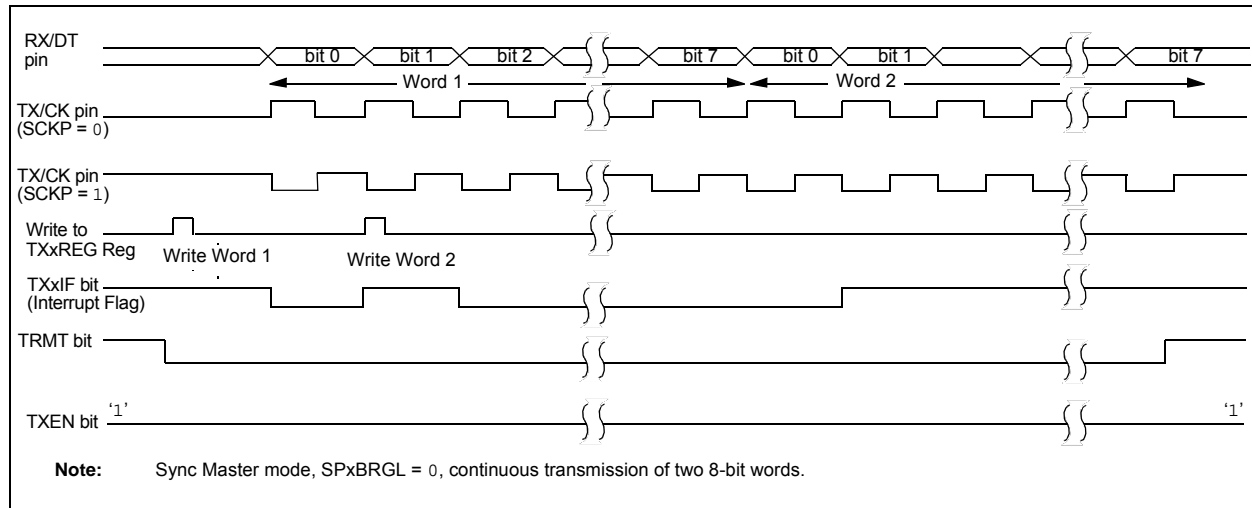 RX/DT
pin
bit 0 bit 1 bit 2 bit 7 bit 0 bit 1 bit 7
Word 1 Word 2
TX/CK pin
(SCKP = 0)
TX/CK pin
(SCKP = 1)
Write to
TXxREG Reg
Write Word 1 Write Word 2
TXxIF bit
(Interrupt Flag)
TRMT bit
'1' '1'
TXEN bit
Note: Sync Master mode, SPxBRGL = 0, continuous transmission of two 8-bit words.